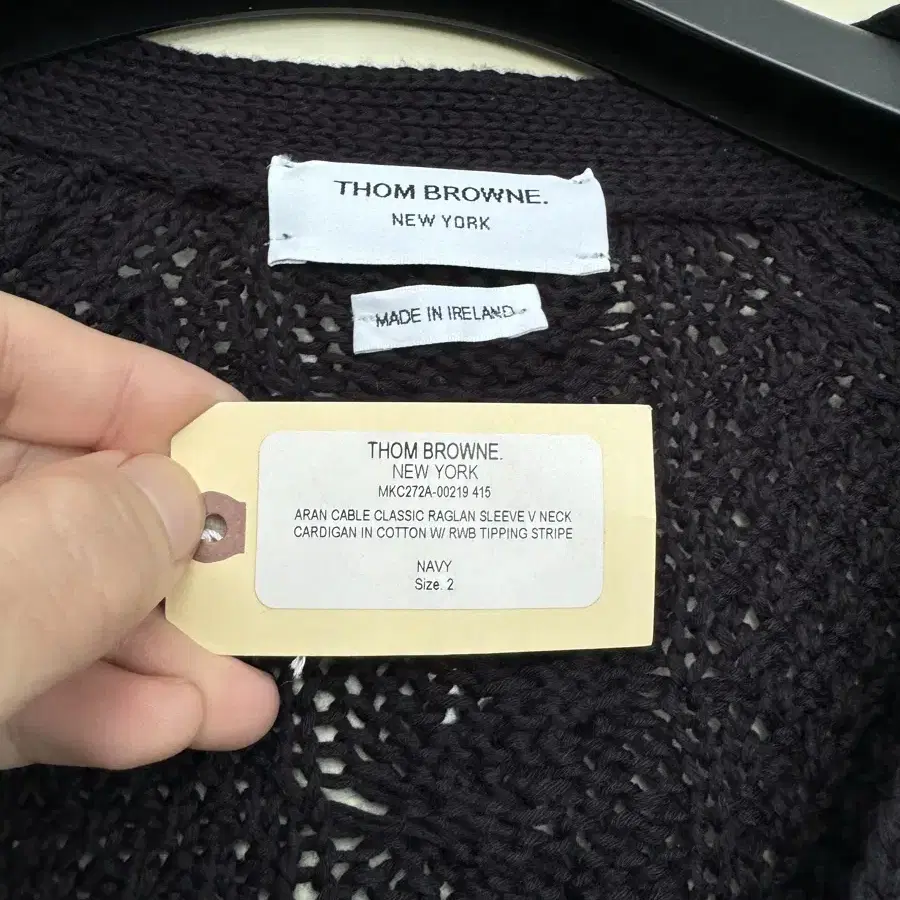 THOM BROWNE.
NEW YORK
MADE IN IRELAND
THOM BROWNE.
NEW YORK
MKC272A-00219 415
ARAN CABLE CLASSIC RAGLAN SLEEVE V NECK
CARDIGAN IN COTTON W/ RWB TIPPING STRIPE
NAVY
Size. 2